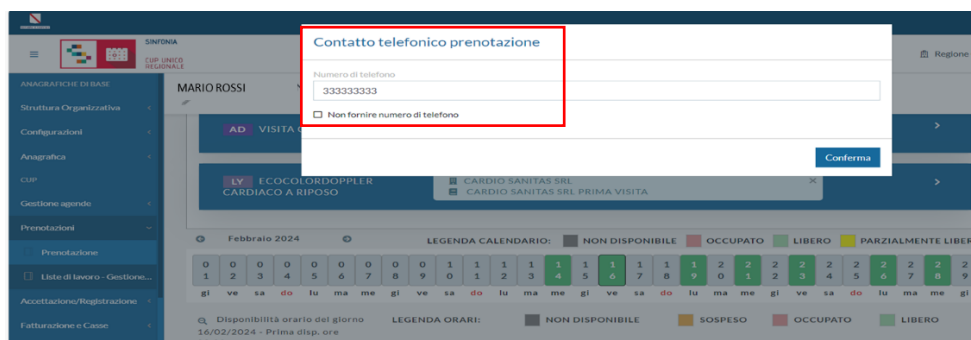 SINFONIA
CUP UNICO
REGIONALE
Regione
ANAGRAFICHE DI BASE
Struttura Organizzativa
Configurazioni
Anagrafica
CUP
Gestione agende
Prenotazioni
Prenotazione
Liste di lavoro - Gestione...
Accettazione/Registrazione
Fatturazione e Casse
MARIO ROSSI
Contatto telefonico prenotazione
Numero di telefono
333333333
Non fornire numero di telefono
Conferma
AD VISITA
LY ECOCOLORDOPPLER
CARDIACO A RIPOSO
CARDIO SANITAS SRL
CARDIO SANITAS SRL PRIMA VISITA
Febbraio 2024
LEGENDA CALENDARIO: NON DISPONIBILE OCCUPATO LIBERO PARZIALMENTE LIBER
0 0 0 0 0 0 0 0 0 1 1 1 1 1 1 1 1 1 1 2 2 2 2 2 2 2 2 2 2
1 2 3 4 5 6 7 8 9 0 1 2 3 4 5 6 7 8 9 0 1 2 3 4 5 6 7 8 9
gi ve sa do lu ma me gi ve sa do lu ma me gi ve sa do lu ma me gi ve sa do lu ma me gi
Disponibilità orario del giorno
16/02/2024 - Prima disp. ore
LEGENDA ORARI: NON DISPONIBILE SOSPESO OCCUPATO LIBERO